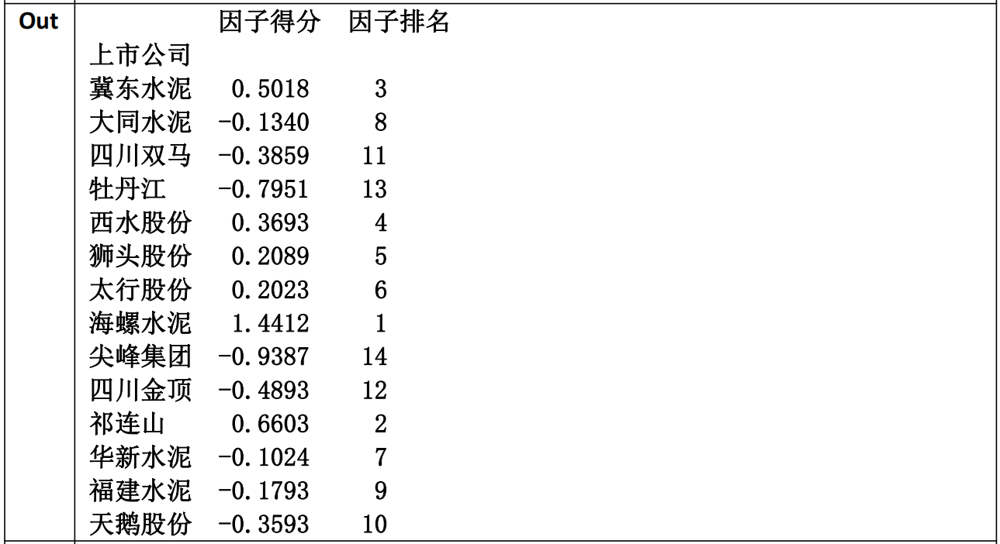 Out 因子得分 因子排名
上市公司
冀东水泥 0.5018 3
大同水泥 -0.1340 8
四川双马 -0.3859 11
牡丹江 -0.7951 13
西水股份 0.3693 4
狮头股份 0.2089 5
太行股份 0.2023 6
海螺水泥 1.4412 1
尖峰集团 -0.9387 14
四川金顶 -0.4893 12
祁连山 0.6603 2
华新水泥 -0.1024 7
福建水泥 -0.1793 9
天鹅股份 -0.3593 10